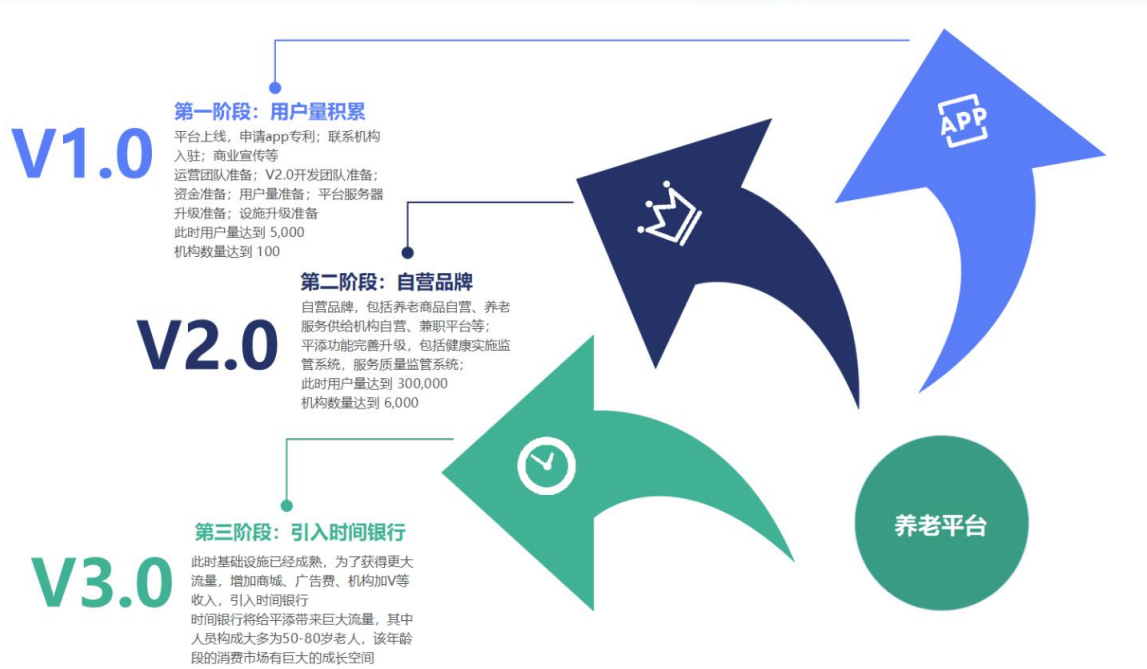 V1.0
第一阶段：用户量积累
平台上线，申请app专利；联系机构
入驻；商业宣传等
运营团队准备；V2.0开发团队准备；
资金准备；用户量准备；平台服务器
升级准备；设施升级准备
此时用户量达到 5,000
机构数量达到 100
APP
V2.0
第二阶段：自营品牌
自营品牌，包括养老商品自营、养老
服务供给机构自营、兼职平台等；
平添功能完善升级，包括健康实施监
管系统，服务质量监管系统；
此时用户量达到 300,000
机构数量达到 6,000
养老平台
V3.0
第三阶段：引入时间银行
此时基础设施已经成熟，为了获得更大
流量，增加商城、广告费、机构加V等
收入，引入时间银行
时间银行将给平添带来巨大流量，其中
人员构成大多为50-80岁老人，该年龄
段的消费市场有巨大的成长空间